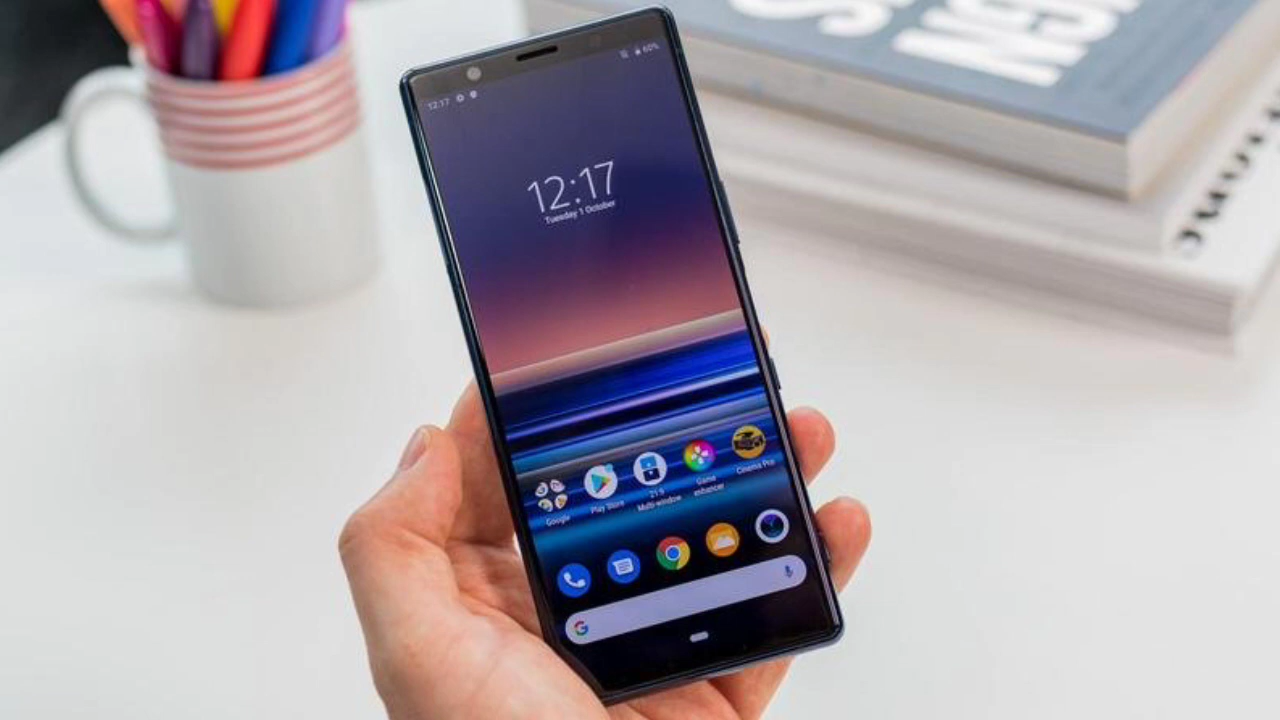 12:17
60%
12:17
Tuesday 1 October
Google
Play Store
21:9
Multi-window
Game
enhancer
Cinema Pro
G